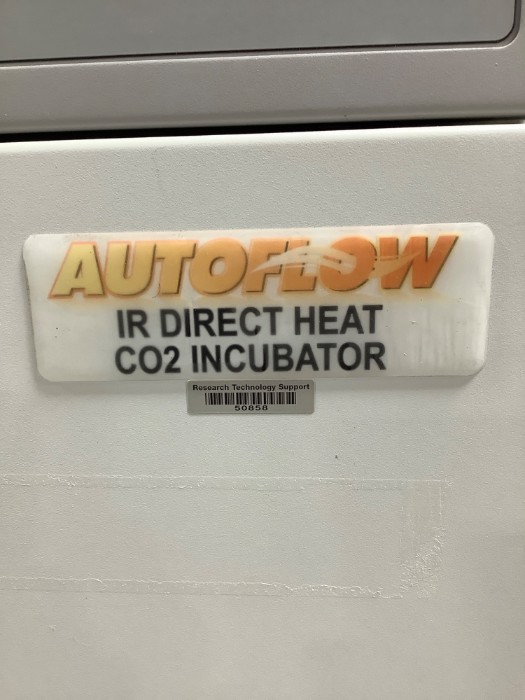 AUTOFLOW
IR DIRECT HEAT
CO2 INCUBATOR
Research Technology Support
50858